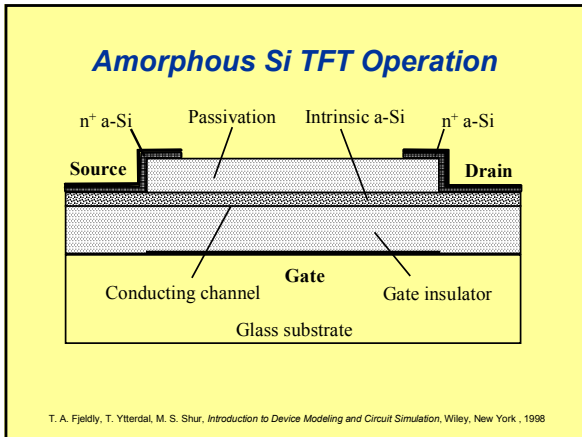 Amorphous Si TFT Operation
n+ a-Si Passivation Intrinsic a-Si n+ a-Si
Source Drain
Conducting channel Gate Gate insulator
Glass substrate
T. A. Fjeldly, T. Ytterdal, M. S. Shur, Introduction to Device Modeling and Circuit Simulation, Wiley, New York , 1998